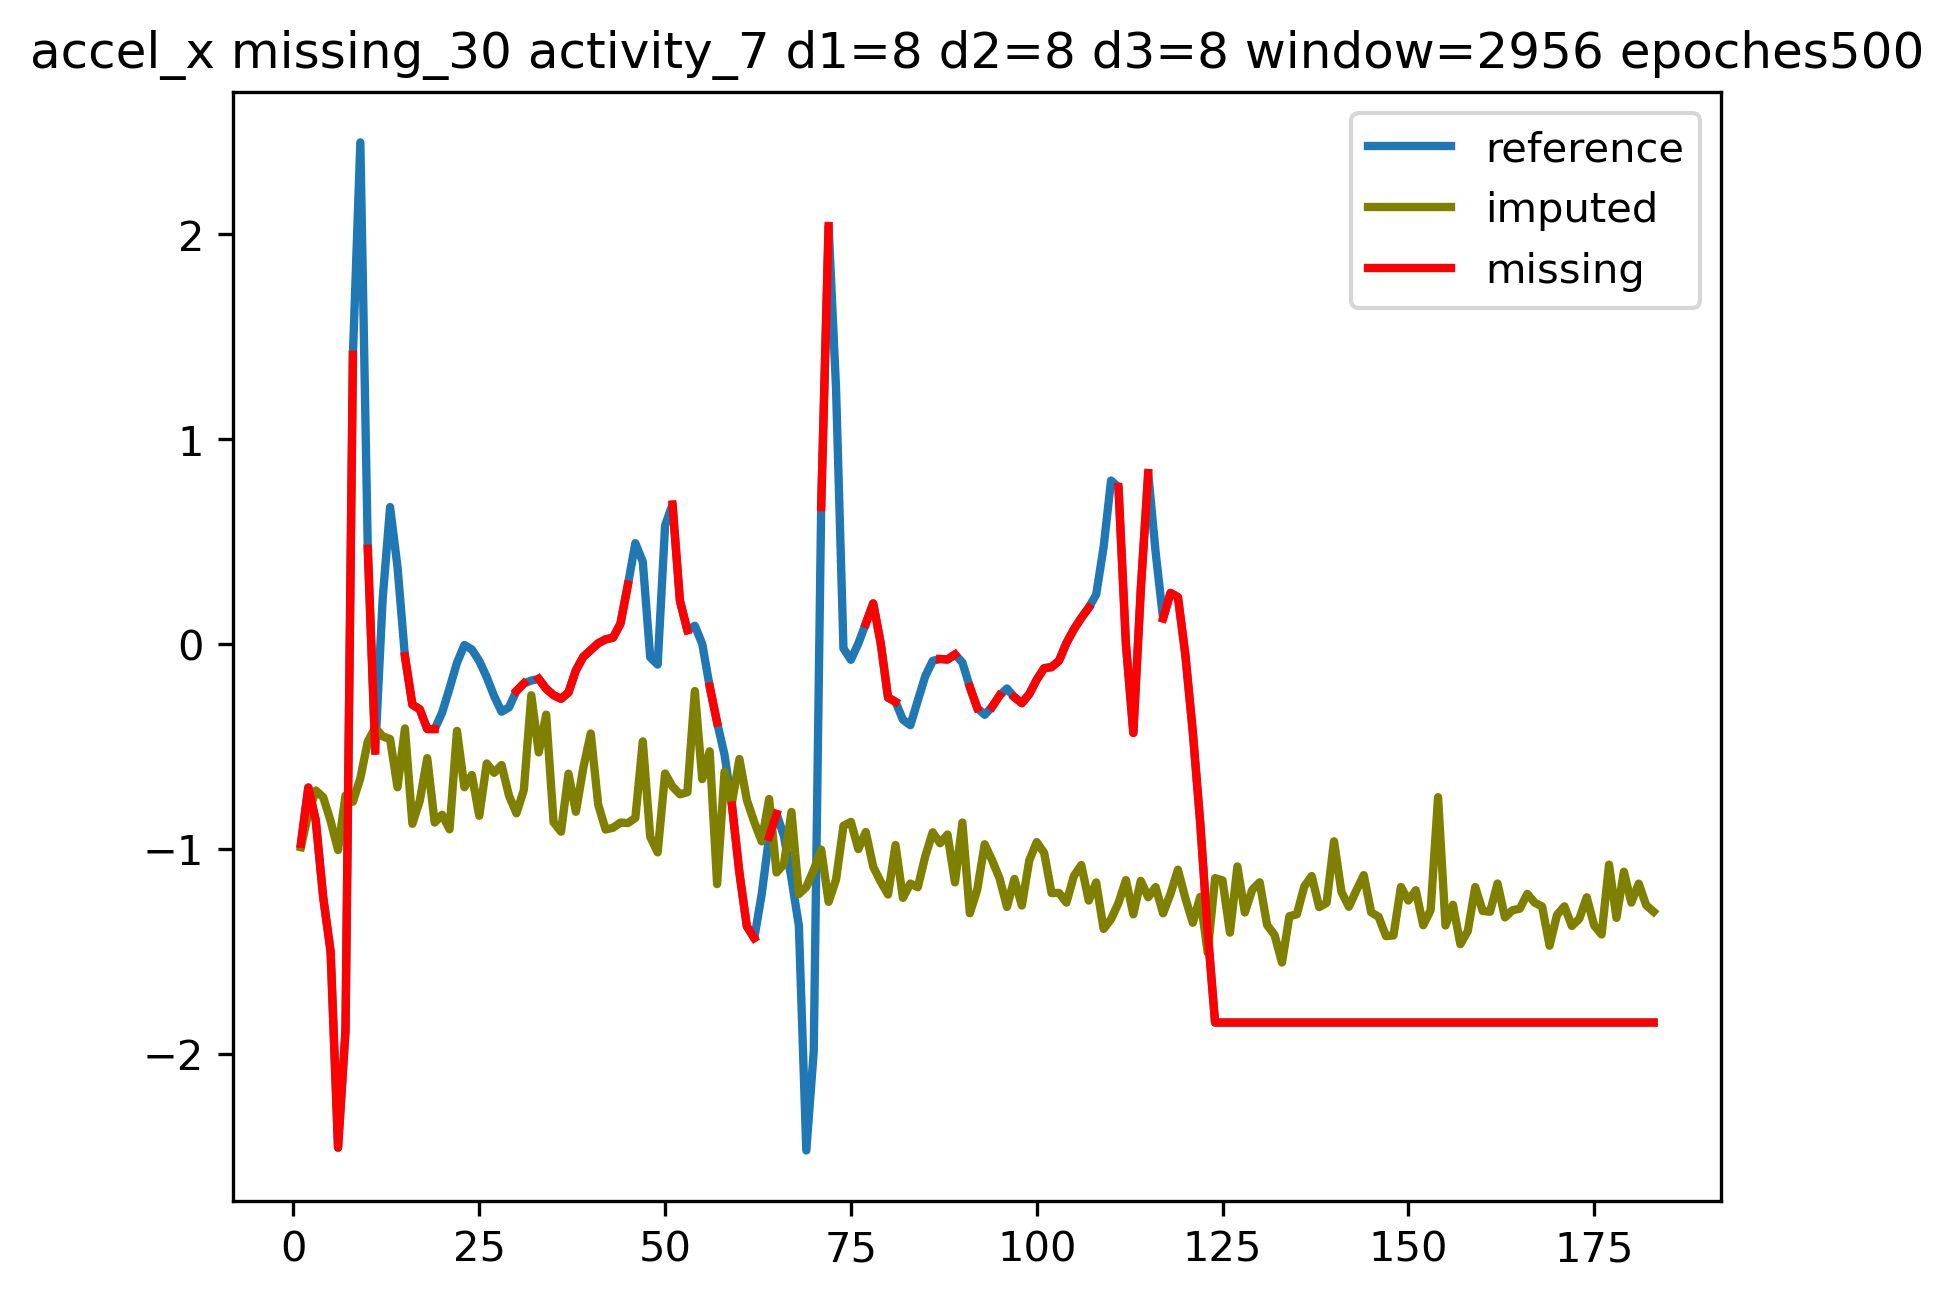 accel_x missing_30 activity_7 d1=8 d2=8 d3=8 window=2956 epoches500
reference
imputed
missing
2
1
0
−1
−2
0 25 50 75 100 125 150 175